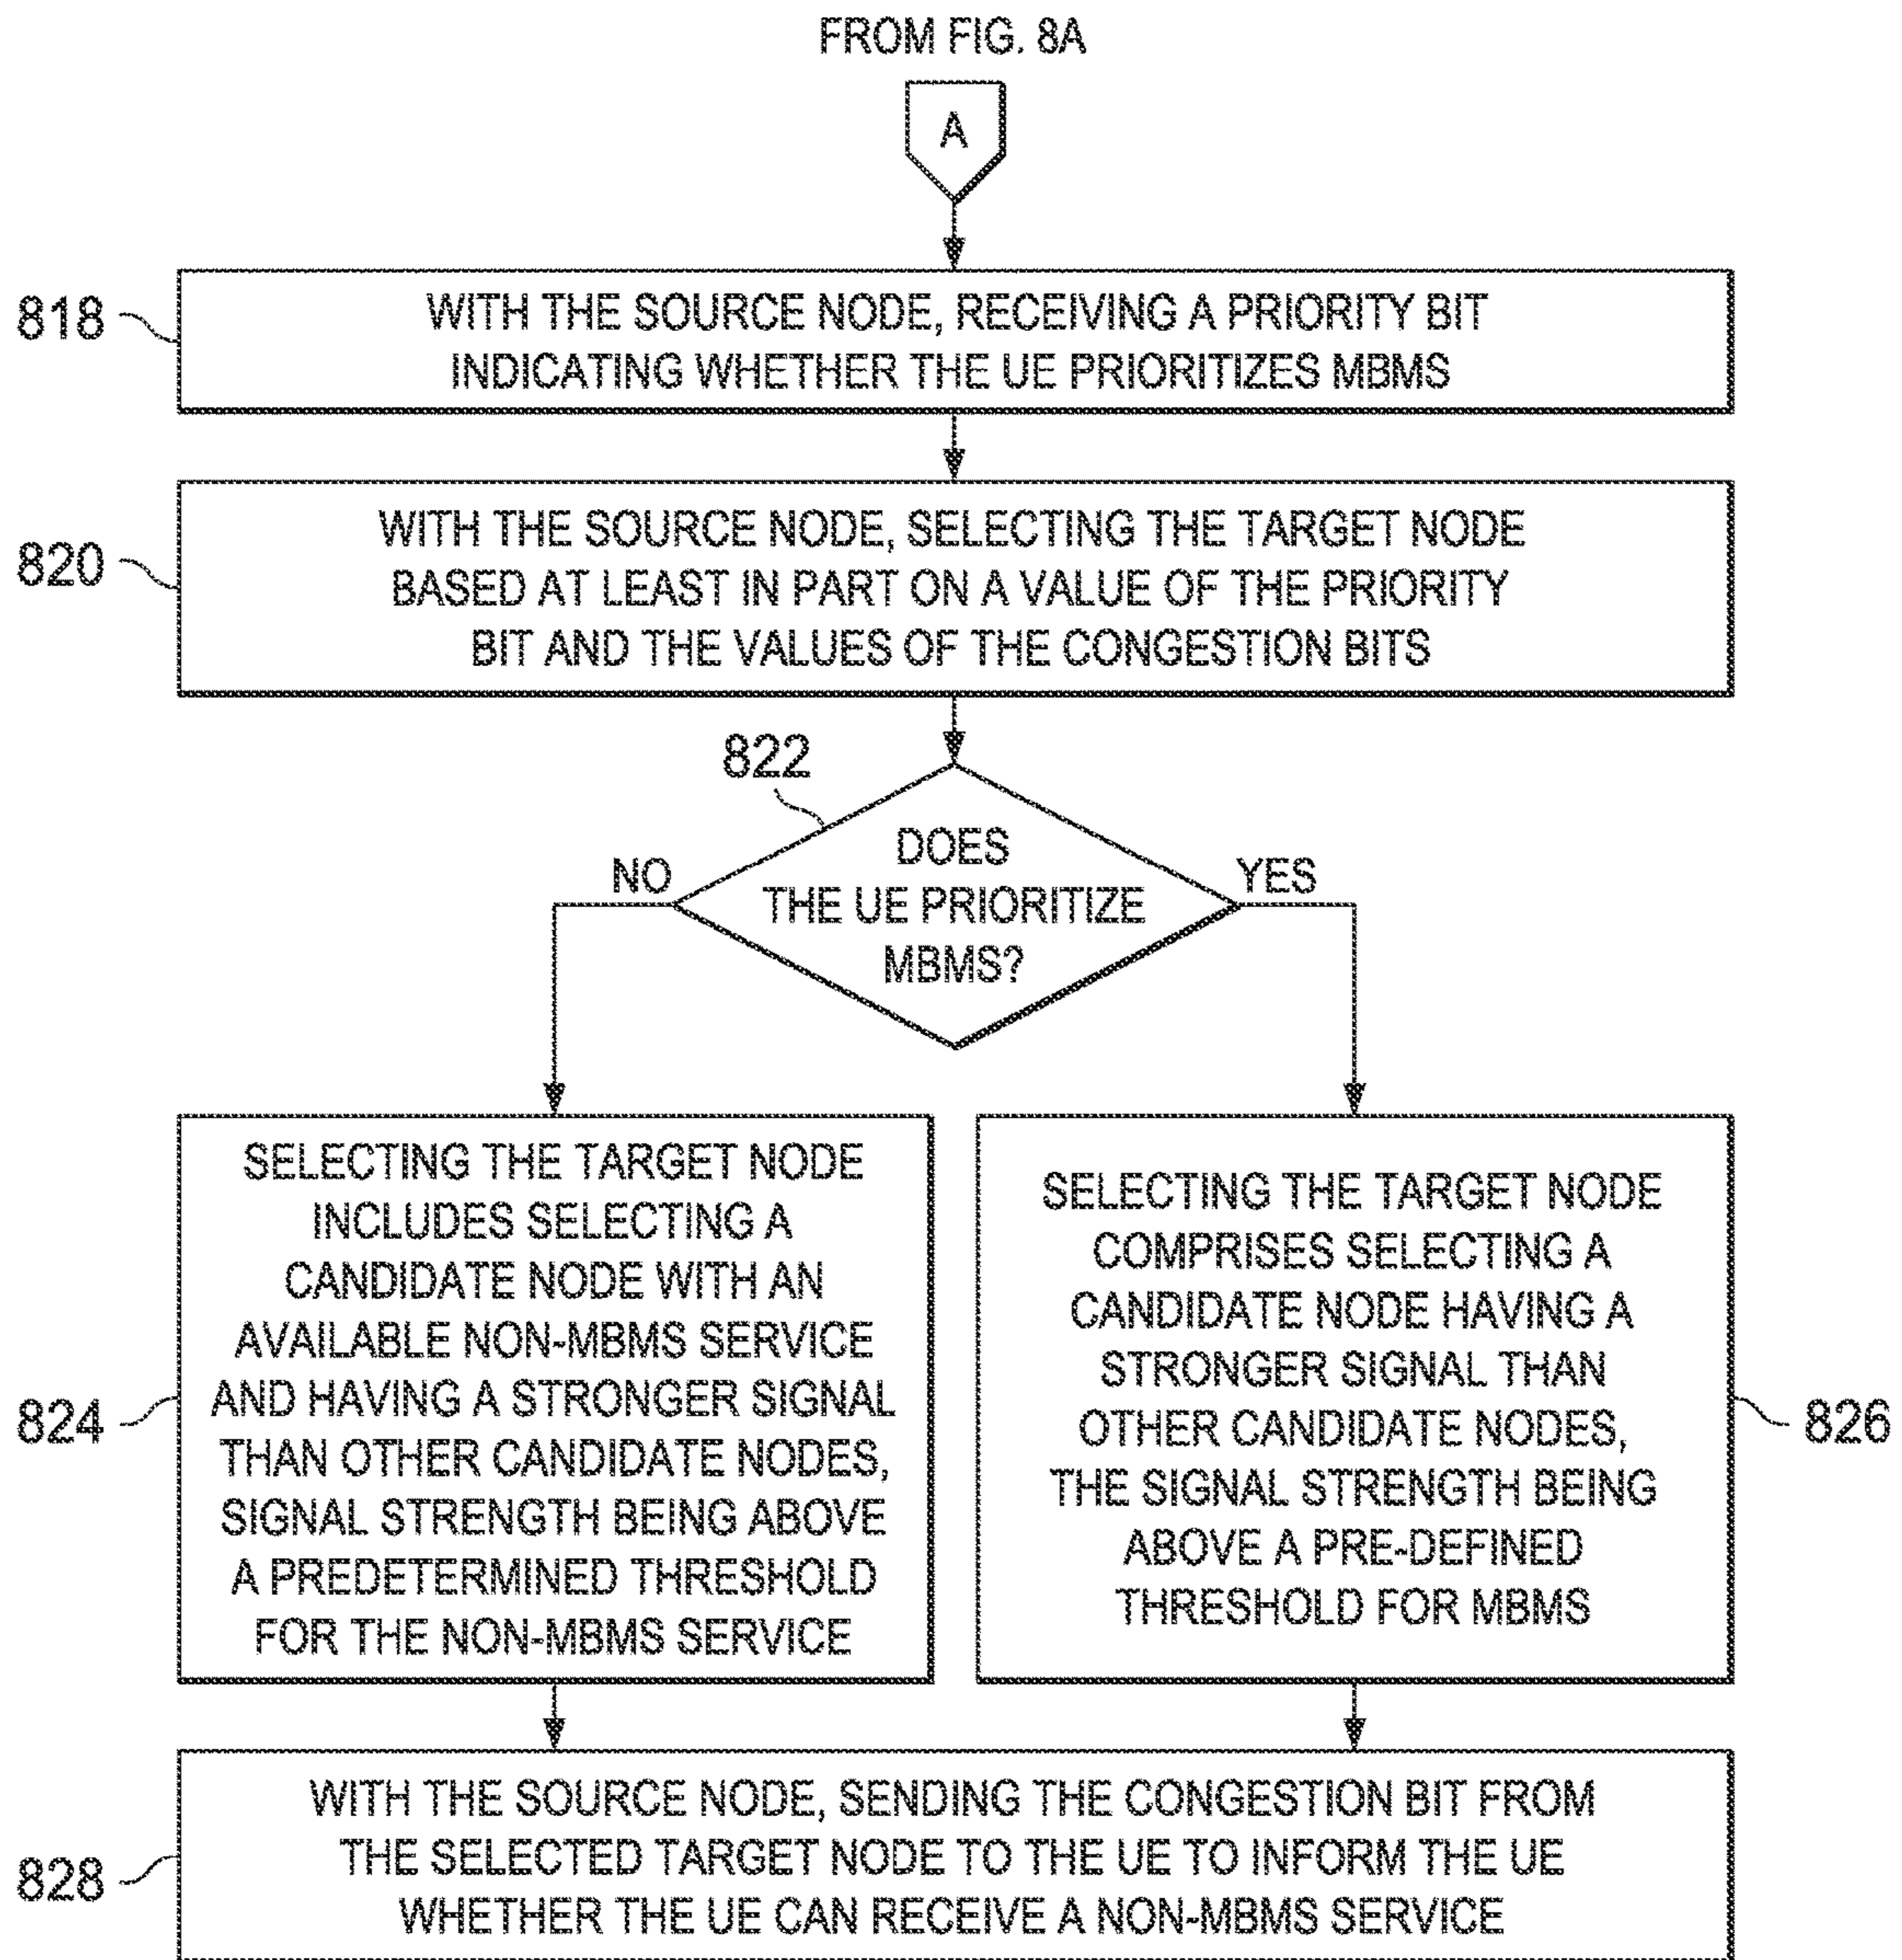 FROM FIG. 8A
A
818
WITH THE SOURCE NODE, RECEIVING A PRIORITY BIT
INDICATING WHETHER THE UE PRIORITIZES MBMS
820
WITH THE SOURCE NODE, SELECTING THE TARGET NODE
BASED AT LEAST IN PART ON A VALUE OF THE PRIORITY
BIT AND THE VALUES OF THE CONGESTION BITS
822
DOES
THE UE PRIORITIZE
MBMS?
NO
YES
824
SELECTING THE TARGET NODE
INCLUDES SELECTING A
CANDIDATE NODE WITH AN
AVAILABLE NON-MBMS SERVICE
AND HAVING A STRONGER SIGNAL
THAN OTHER CANDIDATE NODES,
SIGNAL STRENGTH BEING ABOVE
A PREDETERMINED THRESHOLD
FOR THE NON-MBMS SERVICE
SELECTING THE TARGET NODE
COMPRISES SELECTING A
CANDIDATE NODE HAVING A
STRONGER SIGNAL THAN
OTHER CANDIDATE NODES,
THE SIGNAL STRENGTH BEING
ABOVE A PRE-DEFINED
THRESHOLD FOR MBMS
826
828
WITH THE SOURCE NODE, SENDING THE CONGESTION BIT FROM
THE SELECTED TARGET NODE TO THE UE TO INFORM THE UE
WHETHER THE UE CAN RECEIVE A NON-MBMS SERVICE